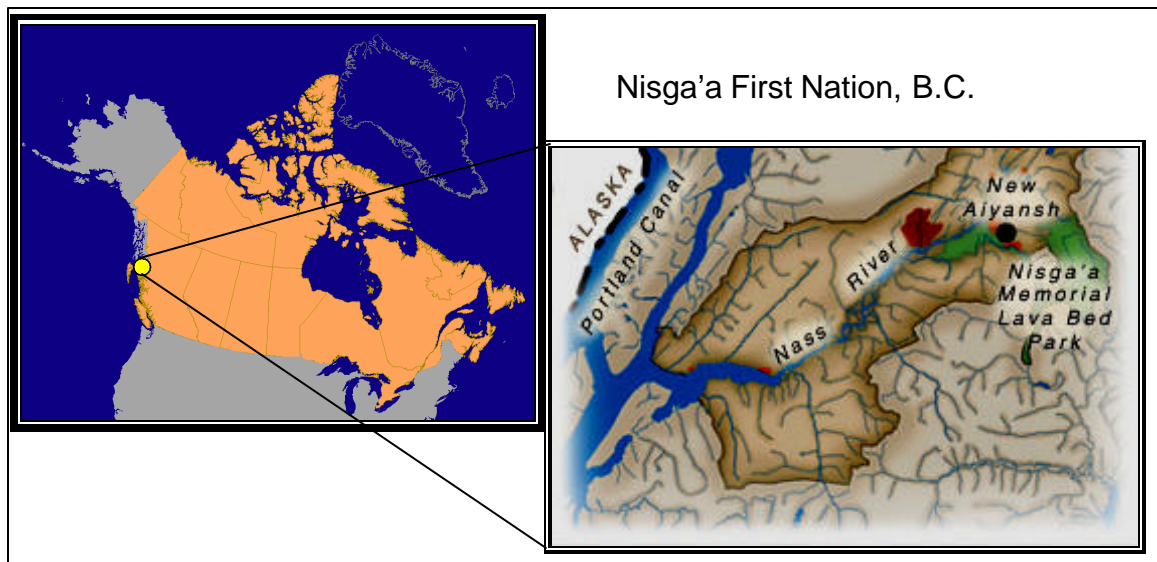 Nisga'a First Nation, B.C.
ALASKA
Portland Canal
New
Aiyansh
River
Nass
Nisga'a
Memorial
Lava Bed
Park